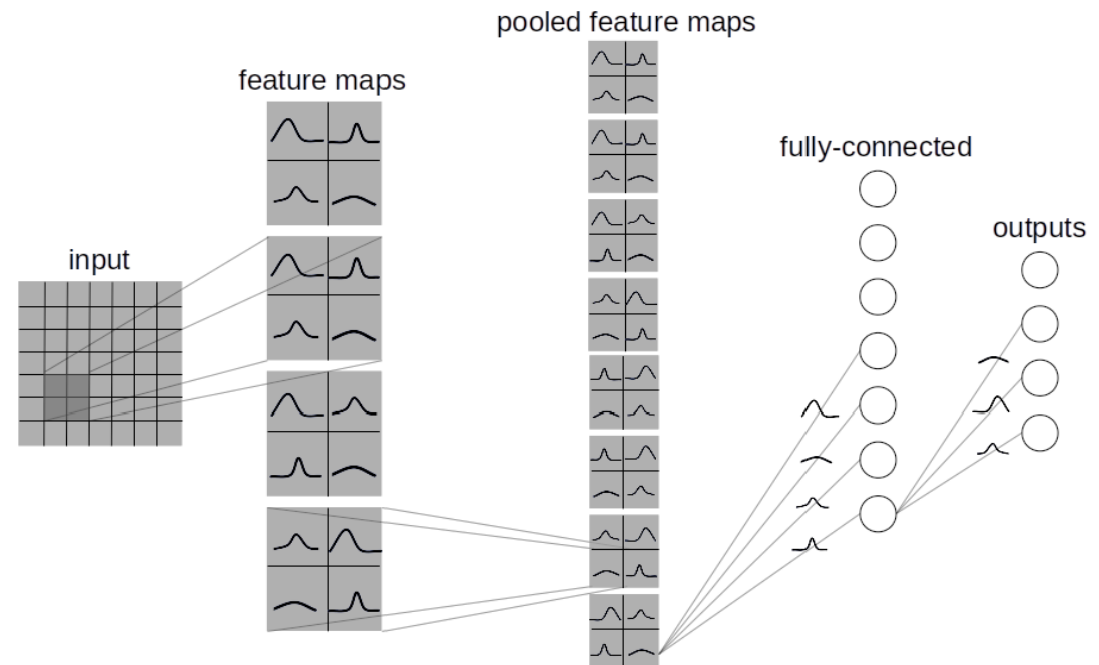 pooled feature maps
feature maps
fully-connected
outputs
input